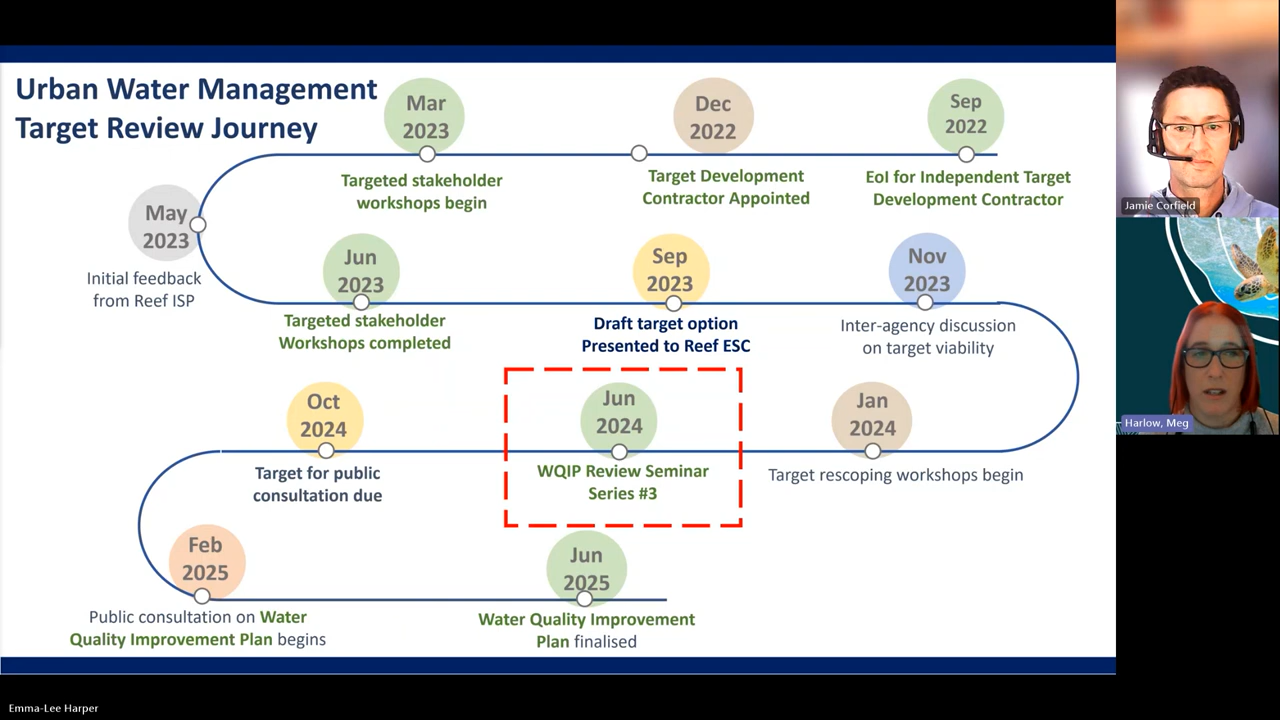 Urban Water Management
Target Review Journey
Mar
2023
Dec
2022
Sep
2022
Targeted stakeholder
workshops begin
Target Development
Contractor Appointed
EoI for Independent Target
Development Contractor
May
2023
Initial feedback
from Reef ISP
Jun
2023
Sep
2023
Nov
2023
Targeted stakeholder
Workshops completed
Draft target option
Presented to Reef ESC
Inter-agency discussion
on target viability
Oct
2024
Jun
2024
Jan
2024
Target for public
consultation due
WQIP Review Seminar
Series #3
Target rescoping workshops begin
Feb
2025
Jun
2025
Public consultation on Water
Quality Improvement Plan begins
Water Quality Improvement
Plan finalised
Jamie Corfield
Harlow, Meg
Emma-Lee Harper